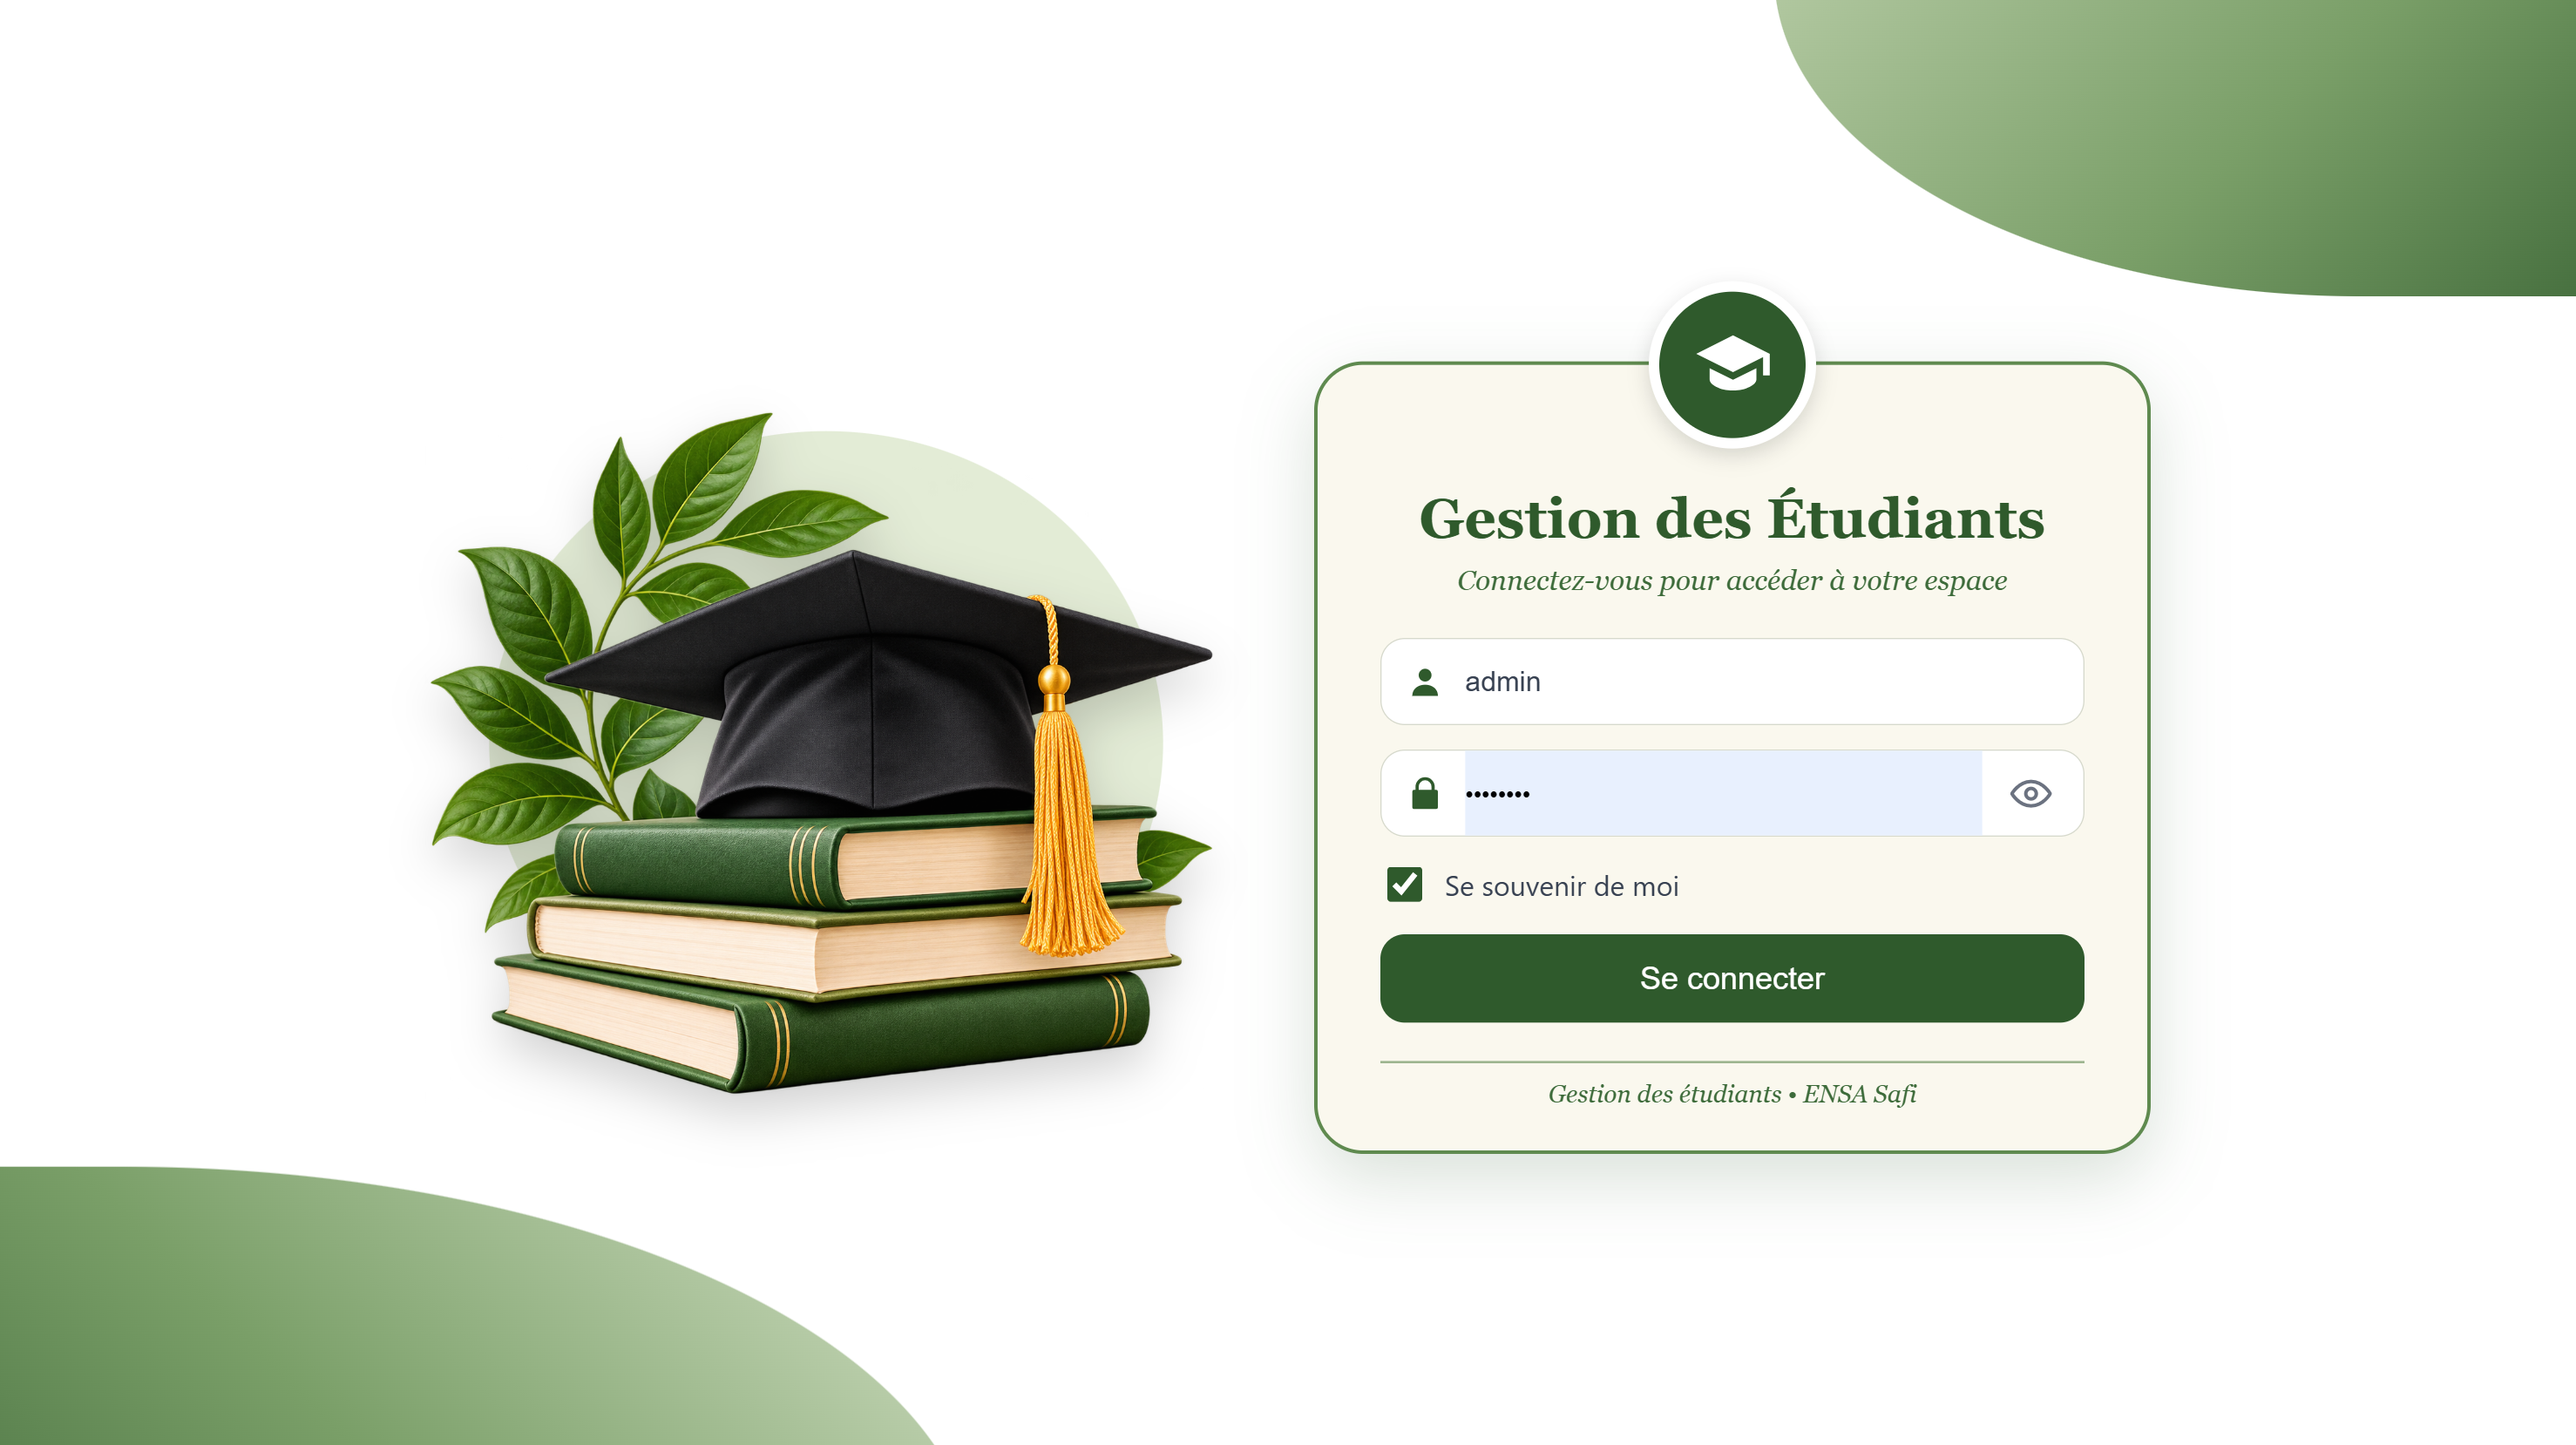 Gestion des Étudiants
Connectez-vous pour accéder à votre espace
admin
••••••••
Se souvenir de moi
Se connecter
Gestion des étudiants • ENSA Safi